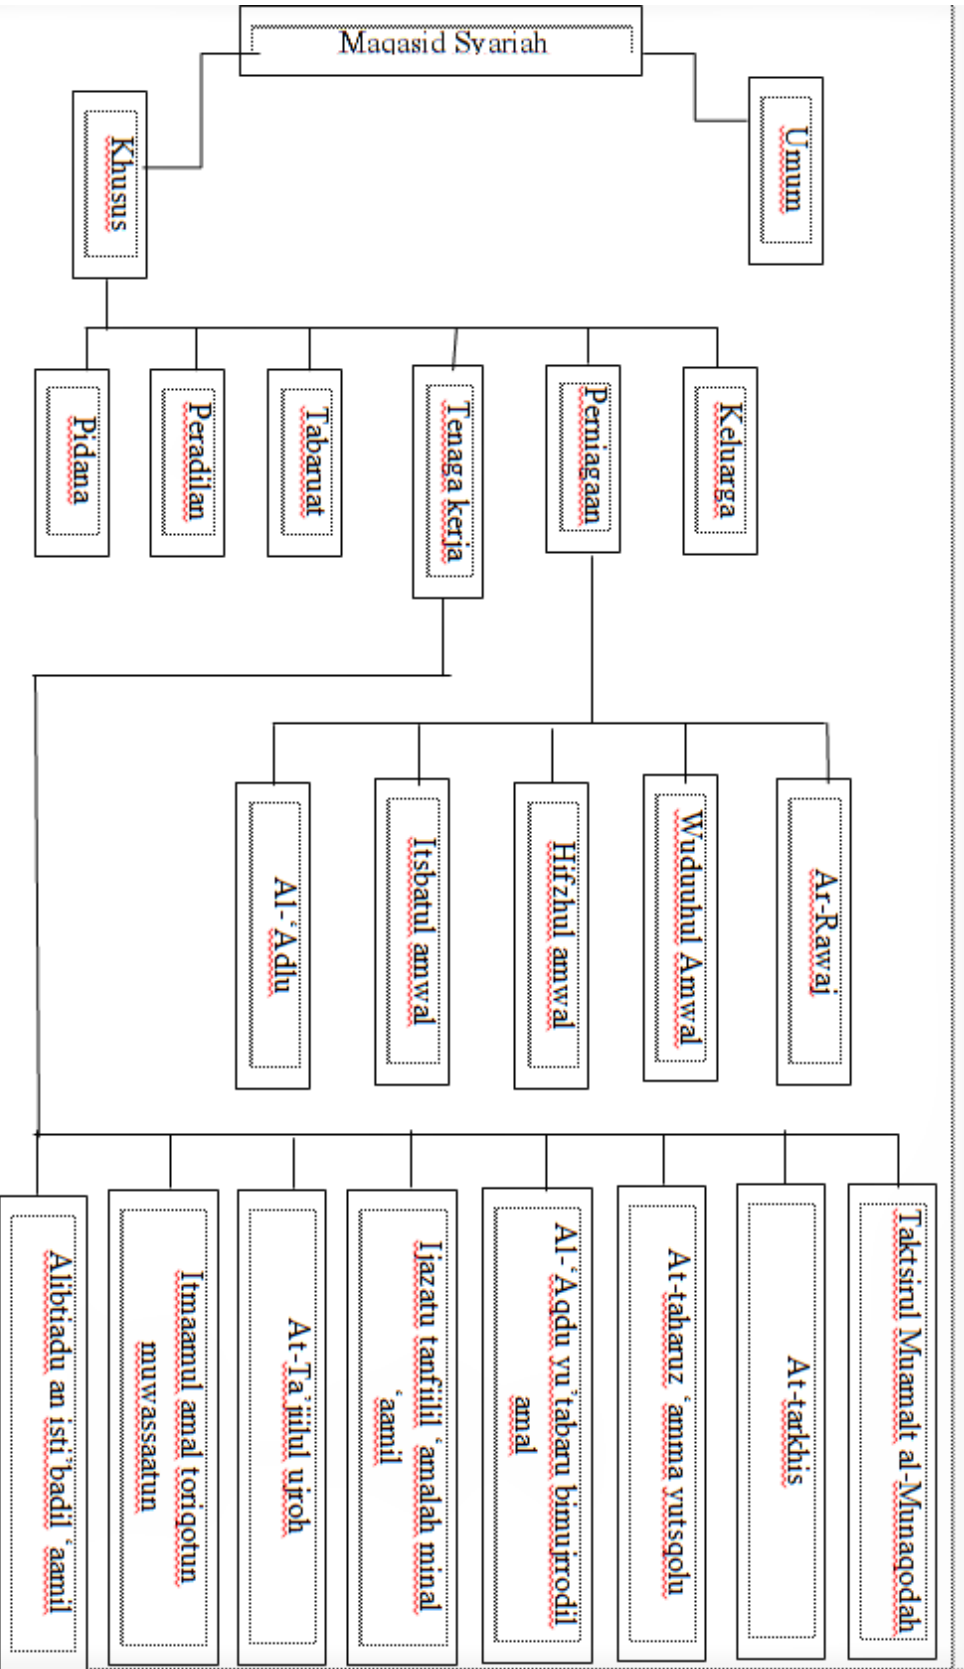 Maqasid Syariah
Umum
Khusus
Keluarga
Perniagaan
Tenaga kerja
Tabaruat
Peradilan
Pidana
Ar-Rawaj
Wuduuhul Amwal
Hifzhul amwal
Itsbatul amwal
Al-‘Adlu
Taktsirul Muamalt al-Munaqodah
At-tarkhis
At-taharuz ‘amma yutsqolu
Al-‘Aqdu yu’tabaru bimujrrodil
amal
Ijazatu tanfiilil ‘amalah minal
‘aamil
At-Ta’jiilul ujroh
Itmaamul amal toriqotun
muwassaatun
Alibtiadu an isti’badil ‘aamil